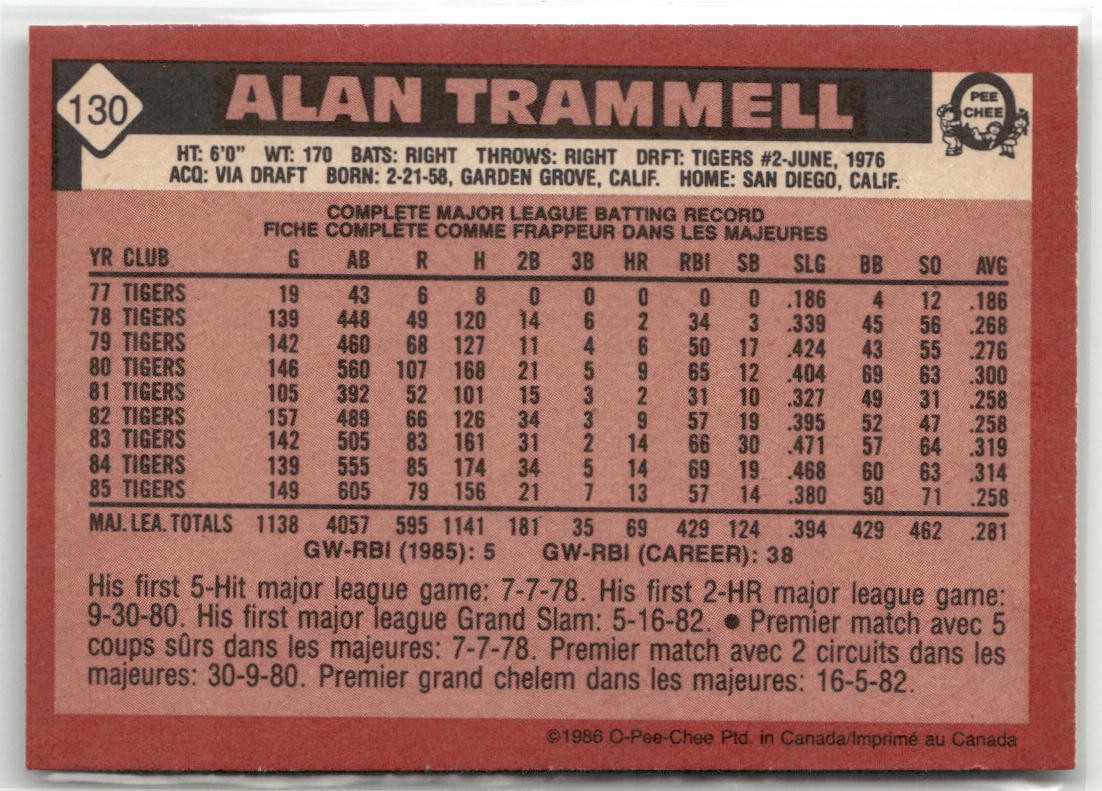 130
ALAN TRAMMELL
PEE
CHEE
HT: 6'0" WT: 170 BATS: RIGHT THROWS: RIGHT DRFT: TIGERS #2-JUNE, 1976
ACQ: VIA DRAFT BORN: 2-21-58, GARDEN GROVE, CALIF. HOME: SAN DIEGO, CALIF.
COMPLETE MAJOR LEAGUE BATTING RECORD
FICHE COMPLÈTE COMME FRAPPEUR DANS LES MAJEURES
YR CLUB G AB R H 2B 3B HR RBI SB SLG BB SO AVG
77 TIGERS 19 43 6 8 0 0 0 0 0 .186 4 12 .186
78 TIGERS 139 448 49 120 14 6 2 34 3 .339 45 56 .268
79 TIGERS 142 460 68 127 11 4 6 50 17 .424 43 55 .276
80 TIGERS 146 560 107 168 21 5 9 65 12 .404 69 63 .300
81 TIGERS 105 392 52 101 15 3 2 31 10 .327 49 31 .258
82 TIGERS 157 489 66 126 34 3 9 57 19 .395 52 47 .258
83 TIGERS 142 505 83 161 31 2 14 66 30 .471 57 64 .319
84 TIGERS 139 555 85 174 34 5 14 69 19 .468 60 63 .314
85 TIGERS 149 605 79 156 21 7 13 57 14 .380 50 71 .258
MAJ. LEA. TOTALS 1138 4057 595 1141 181 35 69 429 124 .394 429 462 .281
GW-RBI (1985): 5 GW-RBI (CAREER): 38
His first 5-Hit major league game: 7-7-78. His first 2-HR major league game:
9-30-80. His first major league Grand Slam: 5-16-82. ● Premier match avec 5
coups sûrs dans les majeures: 7-7-78. Premier match avec 2 circuits dans les
majeures: 30-9-80. Premier grand chelem dans les majeures: 16-5-82.
©1986 O-Pee-Chee Ptd. in Canada/Imprimé au Canada